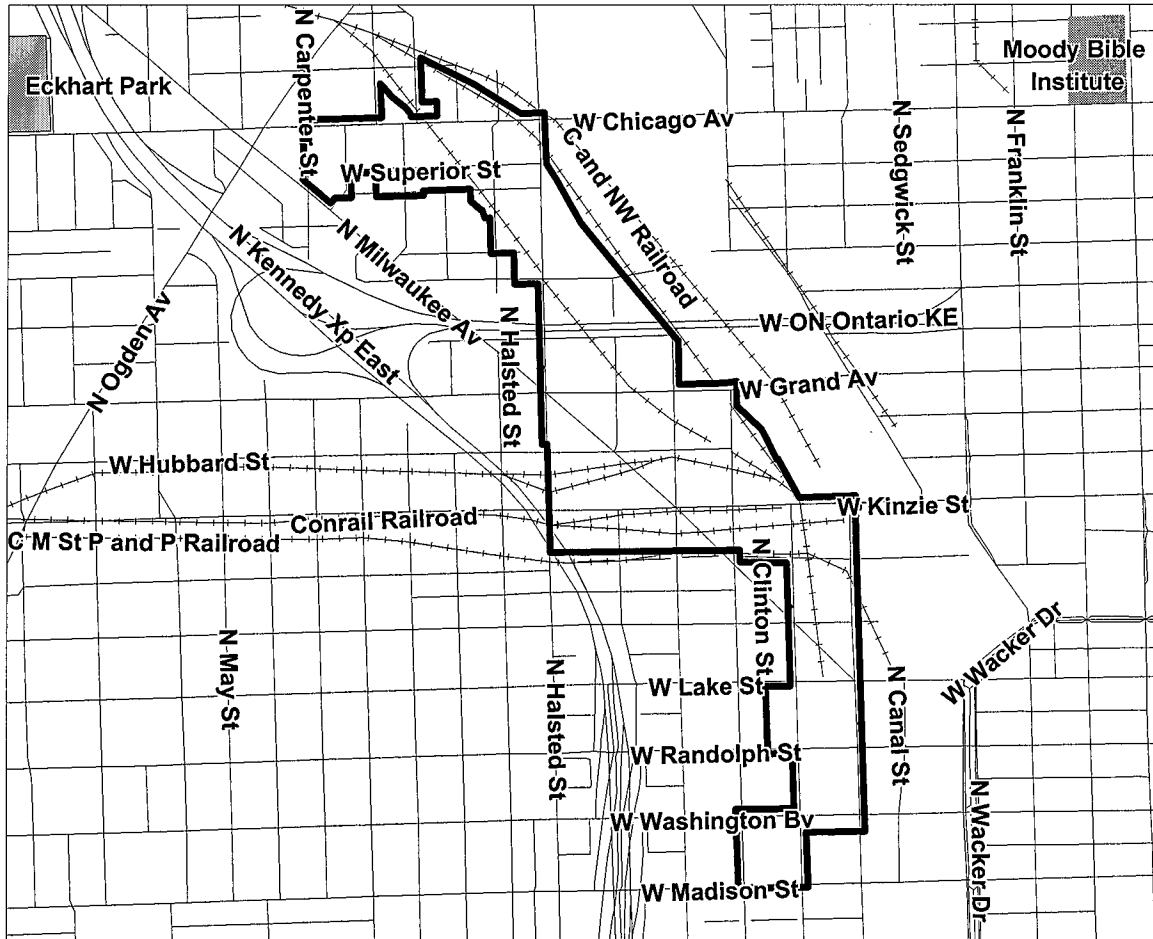 N Carpenter St
Eckhart Park
Moody Bible
Institute
W Chicago Av
N Sedgwick St
N Franklin St
C and NW Railroad
W Superior St
N Milwaukee Av
N Kennedy Xp East
N Ogden Av
N Halsted St
W ON Ontario KE
W Grand Av
W Hubbard St
W Kinzie St
Conrail Railroad
C M St P and P Railroad
N Clinton St
N May St
N Halsted St
W Lake St
N Canal St
W Wacker Dr
W Randolph St
N Wacker Dr
W Washington Bv
W Madison St